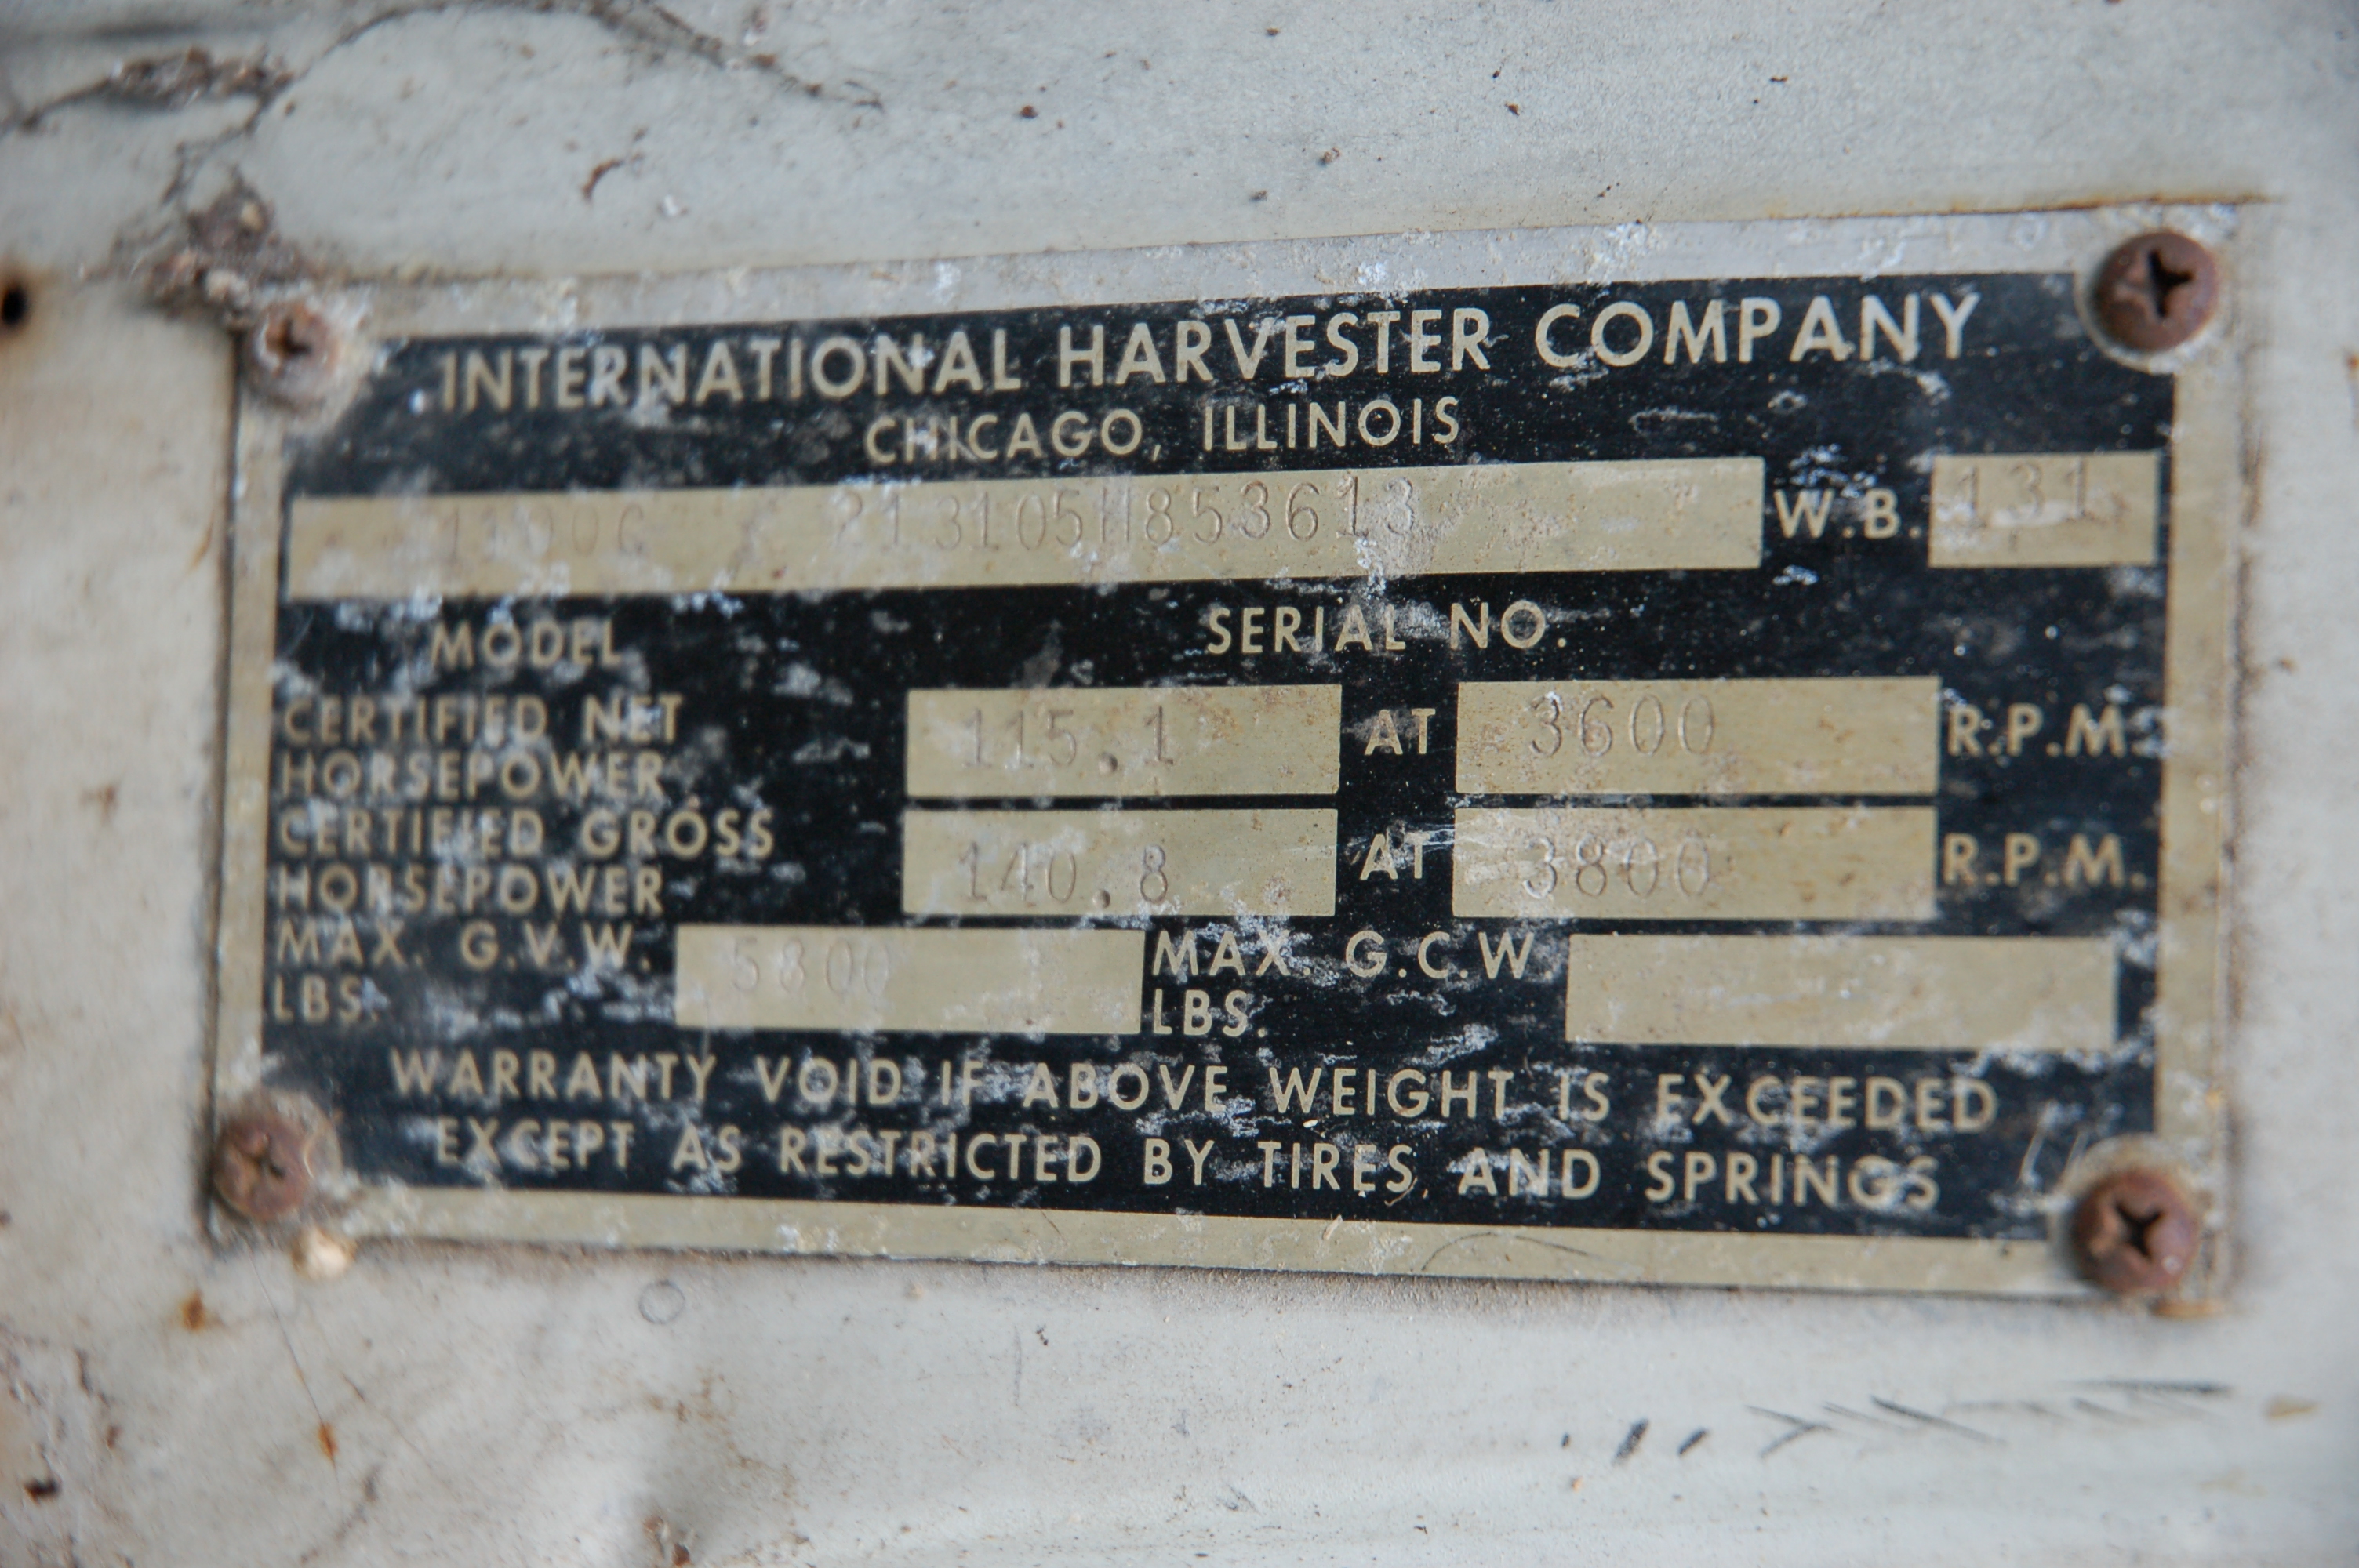 INTERNATIONAL HARVESTER COMPANY
CHICAGO, ILLINOIS
1100C 213105H853613 W.B. 131
MODEL SERIAL NO.
CERTIFIED NET HORSEPOWER 115.1 AT 3600 R.P.M.
CERTIFIED GROSS HORSEPOWER 140.8 AT 3800 R.P.M.
MAX. G.V.W. LBS. 5800 MAX. G.C.W. LBS.
WARRANTY VOID IF ABOVE WEIGHT IS EXCEEDED
EXCEPT AS RESTRICTED BY TIRES AND SPRINGS